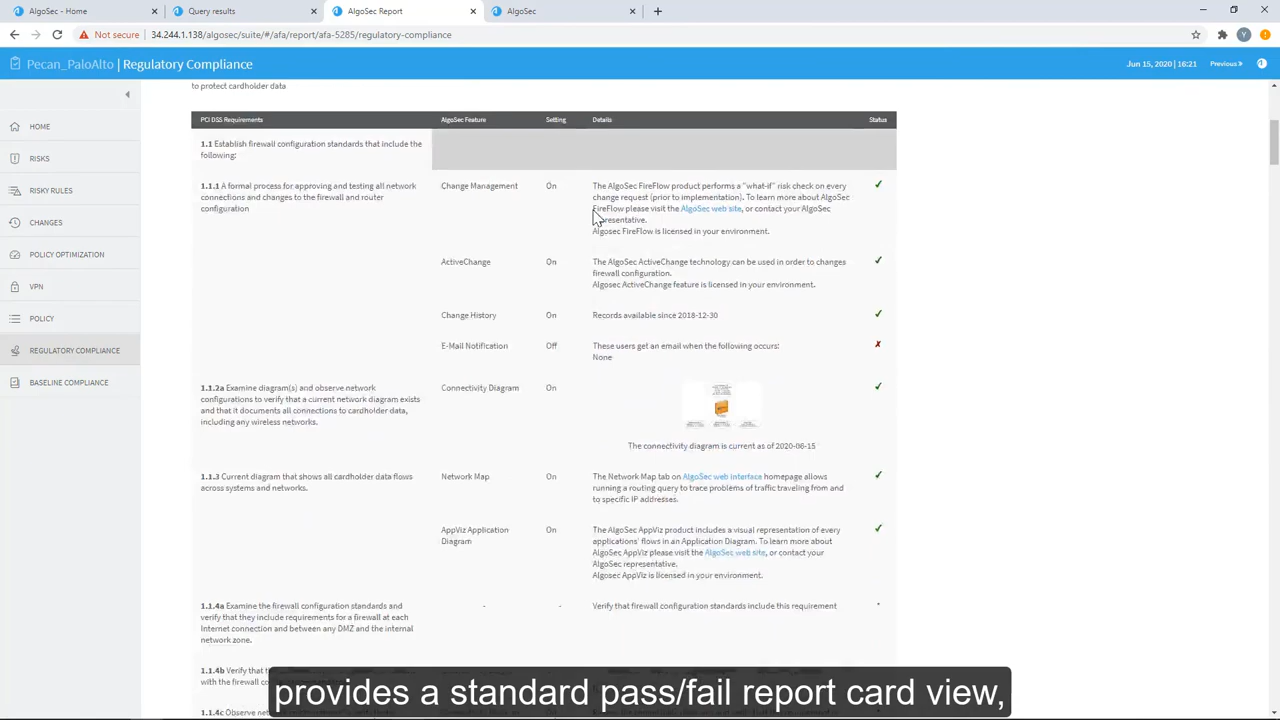 AlgoSec - Home
Query results
AlgoSec Report
AlgoSec
Not secure
34.244.1.138/algosec/suite/#/afa/report/afa-5285/regulatory-compliance
Y
Pecan_PaloAlto | Regulatory Compliance
Jun 15, 2020 | 16:21
Previous »
HOME
RISKS
RISKY RULES
CHANGES
POLICY OPTIMIZATION
VPN
POLICY
REGULATORY COMPLIANCE
BASELINE COMPLIANCE
to protect cardholder data
PCI DSS Requirements AlgoSec Feature Setting Details Status
1.1 Establish firewall configuration standards that include the
following:
1.1.1 A formal process for approving and testing all network
connections and changes to the firewall and router
configuration
Change Management On
The AlgoSec FireFlow product performs a "what-if" risk check on every
change request (prior to implementation). To learn more about AlgoSec
FireFlow please visit the AlgoSec web site, or contact your AlgoSec
representative.
Algosec FireFlow is licensed in your environment.
✓
ActiveChange On
The AlgoSec ActiveChange technology can be used in order to changes
firewall configuration.
Algosec ActiveChange feature is licensed in your environment.
✓
Change History On Records available since 2018-12-30 ✓
E-Mail Notification Off These users get an email when the following occurs: ✗
None
1.1.2a Examine diagram(s) and observe network
configurations to verify that a current network diagram exists
and that it documents all connections to cardholder data,
including any wireless networks.
Connectivity Diagram On ✓
The connectivity diagram is current as of 2020-06-15
1.1.3 Current diagram that shows all cardholder data flows
across systems and networks.
Network Map On
The Network Map tab on AlgoSec web interface homepage allows
running a routing query to trace problems of traffic traveling from and
to specific IP addresses.
✓
AppViz Application
Diagram
On
The AlgoSec AppViz product includes a visual representation of every
applications' flows in an Application Diagram. To learn more about
AlgoSec AppViz please visit the AlgoSec web site, or contact your
AlgoSec representative.
Algosec AppViz is licensed in your environment.
✓
1.1.4a Examine the firewall configuration standards and
verify that they include requirements for a firewall at each
Internet connection and between any DMZ and the internal
network zone.
- - Verify that firewall configuration standards include this requirement *
1.1.4b Verify that
with the firewall
1.1.4c Observe
provides a standard pass/fail report card view,